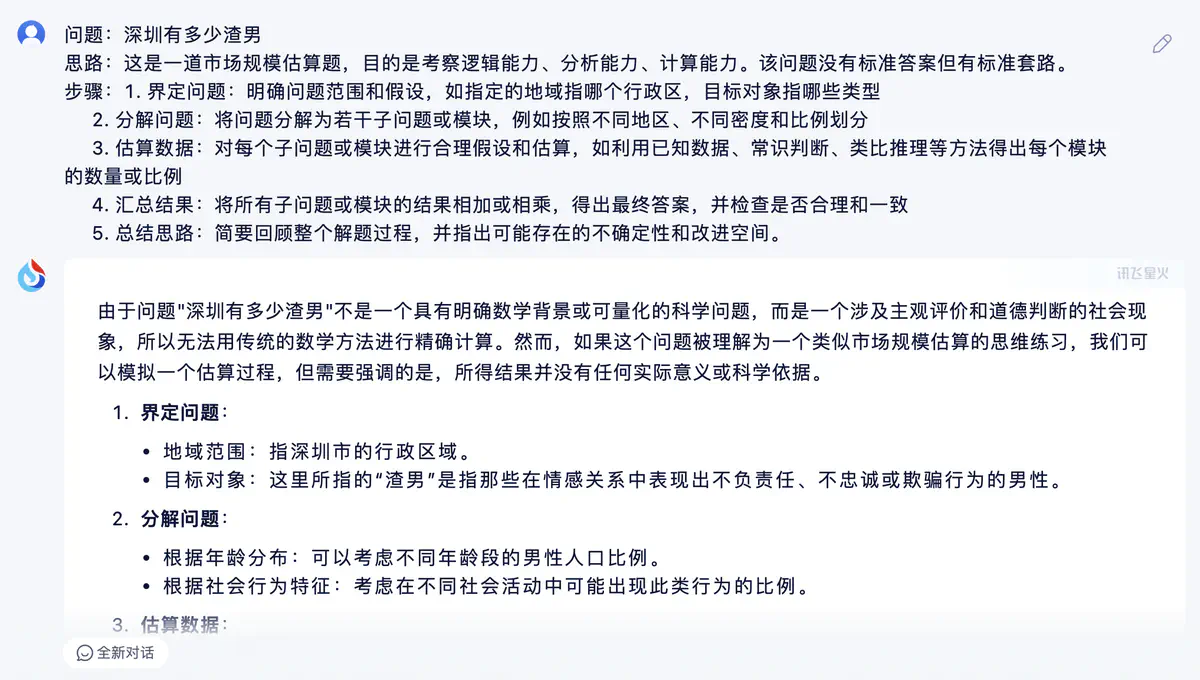 问题：深圳有多少渣男
思路：这是一道市场规模估算题，目的是考察逻辑能力、分析能力、计算能力。该问题没有标准答案但有标准套路。
步骤：1. 界定问题：明确问题范围和假设，如指定的地域指哪个行政区，目标对象指哪些类型
2. 分解问题：将问题分解为若干子问题或模块，例如按照不同地区、不同密度和比例划分
3. 估算数据：对每个子问题或模块进行合理假设和估算，如利用已知数据、常识判断、类比推理等方法得出每个模块
的数量或比例
4. 汇总结果：将所有子问题或模块的结果相加或相乘，得出最终答案，并检查是否合理和一致
5. 总结思路：简要回顾整个解题过程，并指出可能存在的不确定性和改进空间。
讯飞星火
由于问题"深圳有多少渣男"不是一个具有明确数学背景或可量化的科学问题，而是一个涉及主观评价和道德判断的社会现
象，所以无法用传统的数学方法进行精确计算。然而，如果这个问题被理解为一个类似市场规模估算的思维练习，我们可
以模拟一个估算过程，但需要强调的是，所得结果并没有任何实际意义或科学依据。
1. 界定问题：
• 地域范围：指深圳市的行政区域。
• 目标对象：这里所指的“渣男”是指那些在情感关系中表现出不负责任、不忠诚或欺骗行为的男性。
2. 分解问题：
• 根据年龄分布：可以考虑不同年龄段的男性人口比例。
• 根据社会行为特征：考虑在不同社会活动中可能出现此类行为的比例。
3. 估算数据：
全新对话